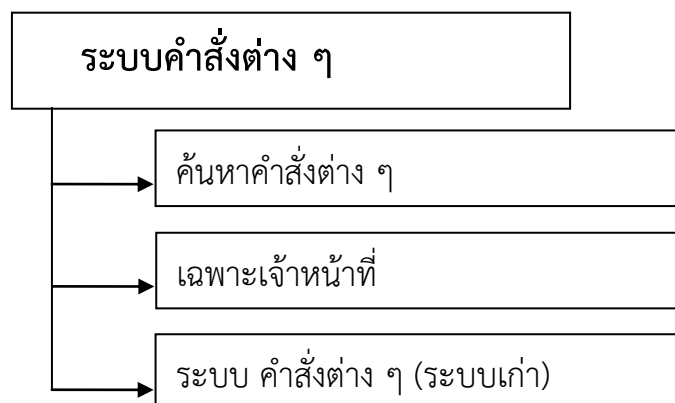 ระบบคำสั่งต่าง ๆ
ค้นหาคำสั่งต่าง ๆ
เฉพาะเจ้าหน้าที่
ระบบ คำสั่งต่าง ๆ (ระบบเก่า)